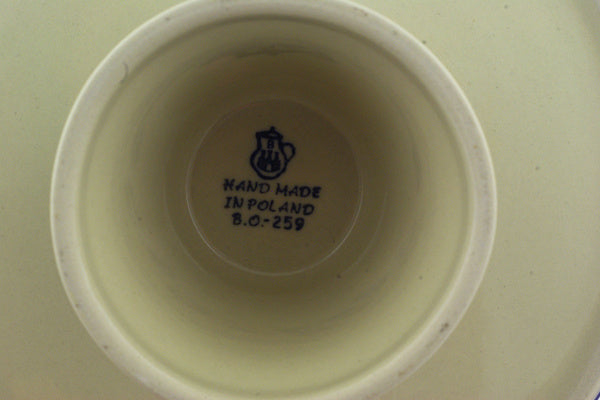 B
HAND MADE
IN POLAND
B.O.-259